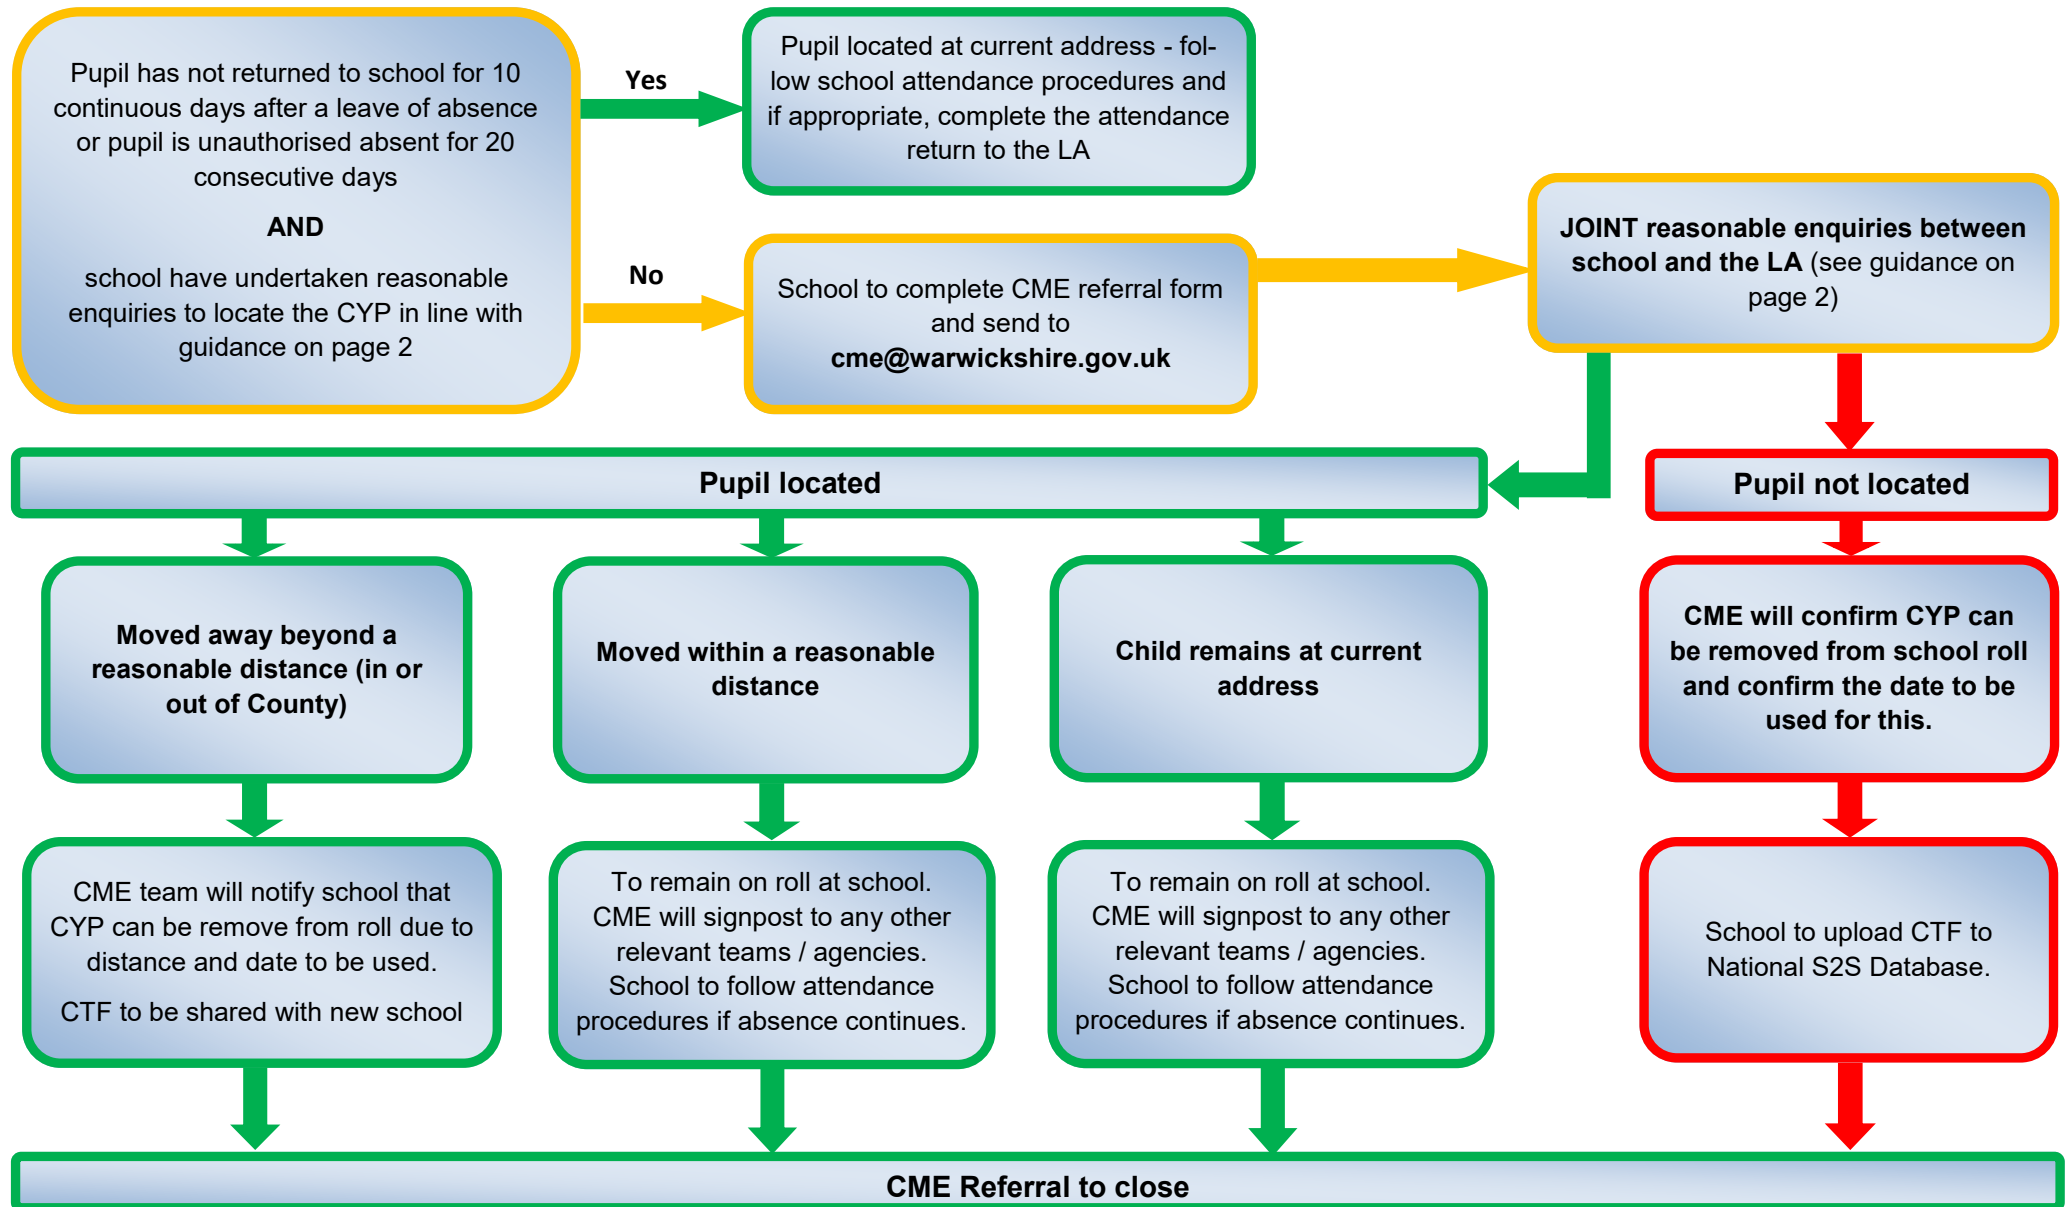 Pupil has not returned to school for 10
continuous days after a leave of absence
or pupil is unauthorised absent for 20
consecutive days
AND
school have undertaken reasonable
enquiries to locate the CYP in line with
guidance on page 2
Yes
Pupil located at current address - fol-
low school attendance procedures and
if appropriate, complete the attendance
return to the LA
No
School to complete CME referral form
and send to
cme@warwickshire.gov.uk
JOINT reasonable enquiries between
school and the LA (see guidance on
page 2)
Pupil located
Pupil not located
Moved away beyond a
reasonable distance (in or
out of County)
Moved within a reasonable
distance
Child remains at current
address
CME will confirm CYP can
be removed from school roll
and confirm the date to be
used for this.
CME team will notify school that
CYP can be remove from roll due to
distance and date to be used.
CTF to be shared with new school
To remain on roll at school.
CME will signpost to any other
relevant teams / agencies.
School to follow attendance
procedures if absence continues.
To remain on roll at school.
CME will signpost to any other
relevant teams / agencies.
School to follow attendance
procedures if absence continues.
School to upload CTF to
National S2S Database.
CME Referral to close